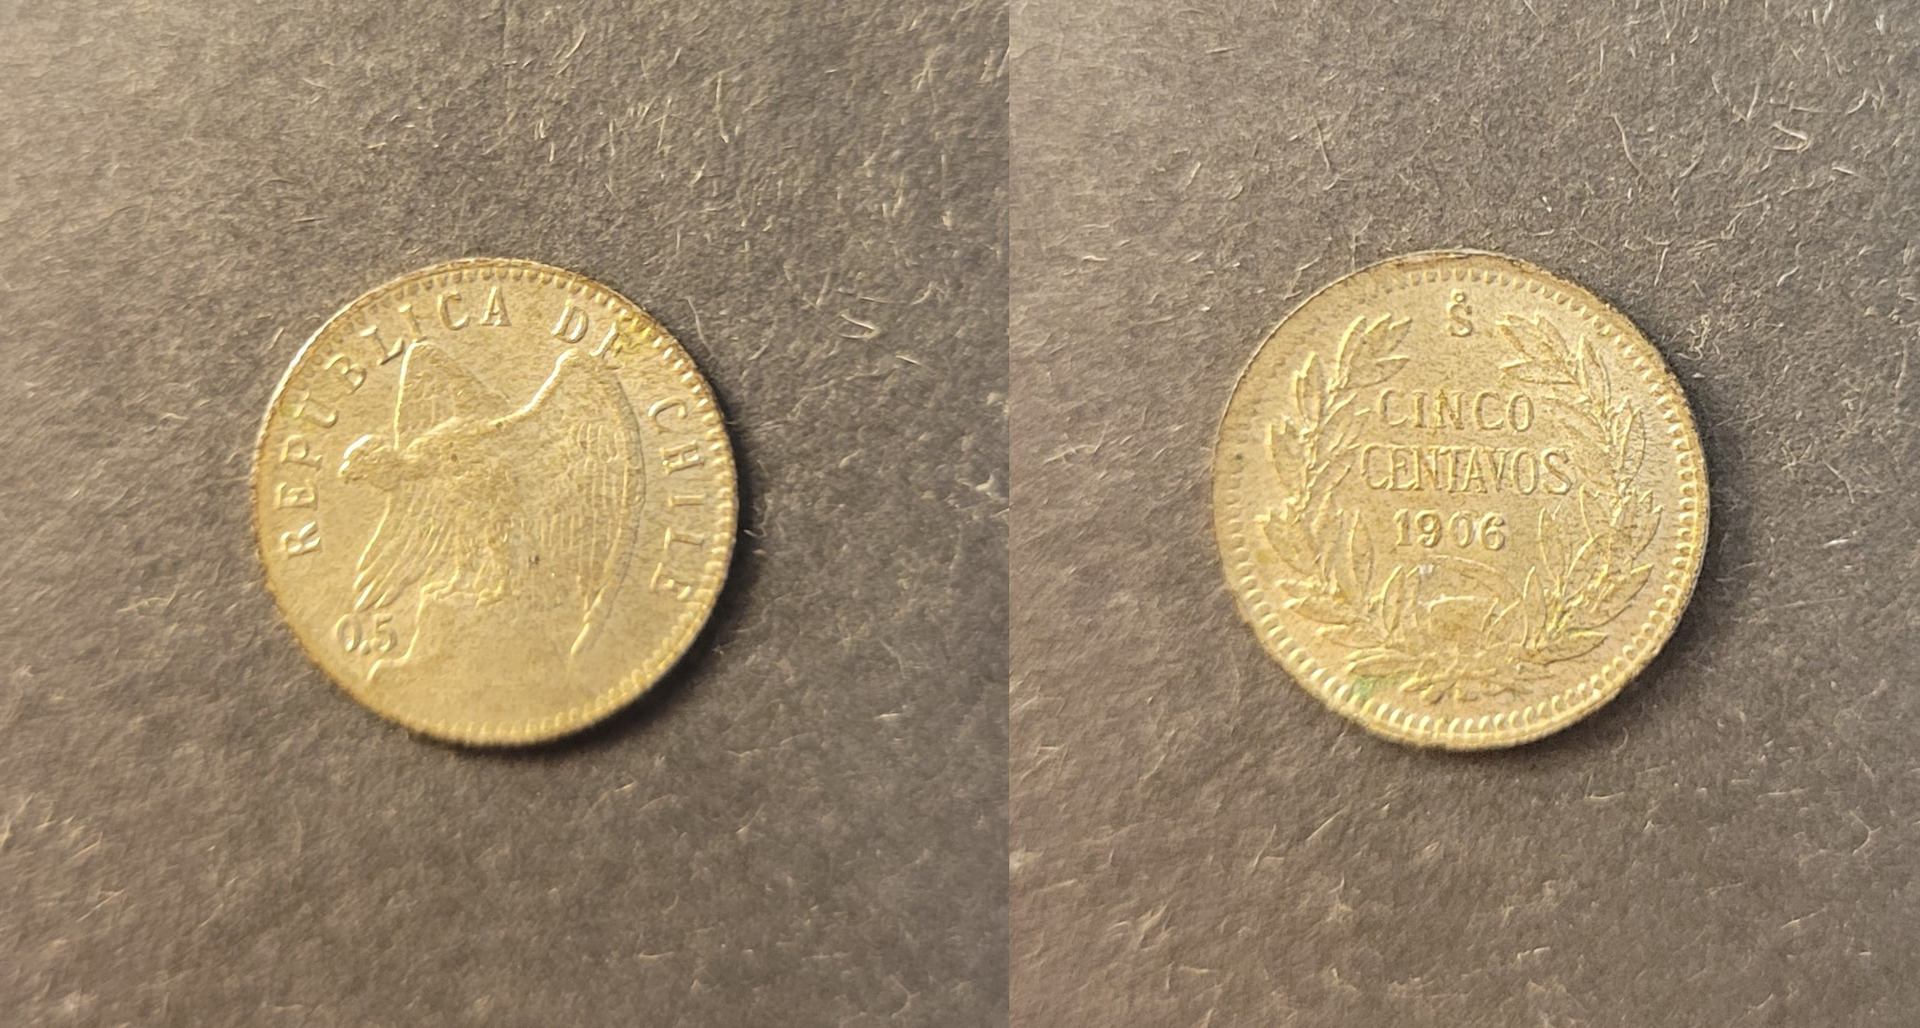 REPUBLICA DE CHILE
0.5
S̊
CINCO
CENTAVOS
1906